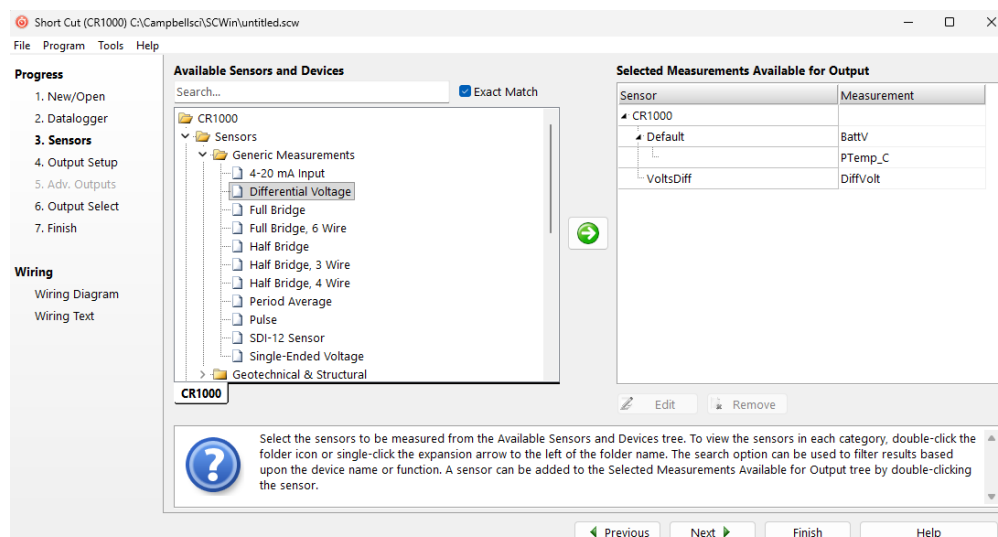 Short Cut (CR1000) C:\Campbellsci\SCWin\untitled.scw
File Program Tools Help
Progress
1. New/Open
2. Datalogger
3. Sensors
4. Output Setup
5. Adv. Outputs
6. Output Select
7. Finish
Wiring
Wiring Diagram
Wiring Text
Available Sensors and Devices
Search...
Exact Match
CR1000
Sensors
Generic Measurements
4-20 mA Input
Differential Voltage
Full Bridge
Full Bridge, 6 Wire
Half Bridge
Half Bridge, 3 Wire
Half Bridge, 4 Wire
Period Average
Pulse
SDI-12 Sensor
Single-Ended Voltage
Geotechnical & Structural
CR1000
Selected Measurements Available for Output
Sensor Measurement
CR1000
Default BattV
PTemp_C
VoltsDiff DiffVolt
Edit Remove
Select the sensors to be measured from the Available Sensors and Devices tree. To view the sensors in each category, double-click the
folder icon or single-click the expansion arrow to the left of the folder name. The search option can be used to filter results based
upon the device name or function. A sensor can be added to the Selected Measurements Available for Output tree by double-clicking
the sensor.
Previous Next Finish Help